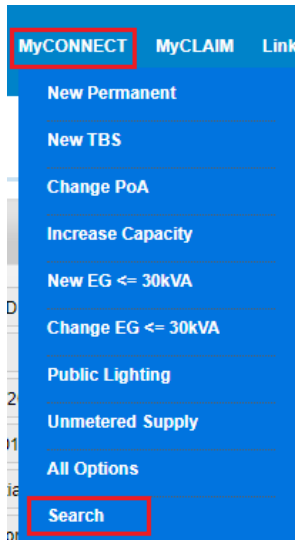 MyCONNECT MyCLAIM Link
New Permanent
New TBS
Change PoA
Increase Capacity
New EG <= 30kVA
Change EG <= 30kVA
Public Lighting
Unmetered Supply
All Options
Search